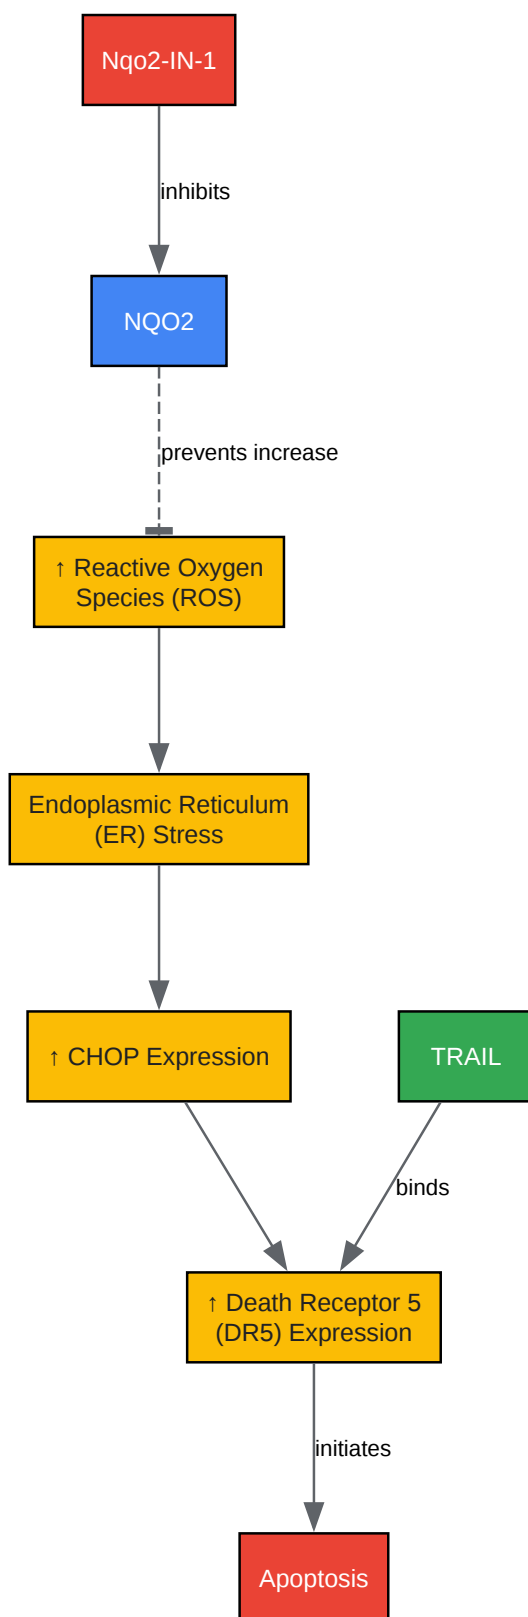 Nqo2-IN-1
inhibits
NQO2
prevents increase
↑ Reactive Oxygen
Species (ROS)
Endoplasmic Reticulum
(ER) Stress
↑ CHOP Expression
TRAIL
binds
↑ Death Receptor 5
(DR5) Expression
initiates
Apoptosis